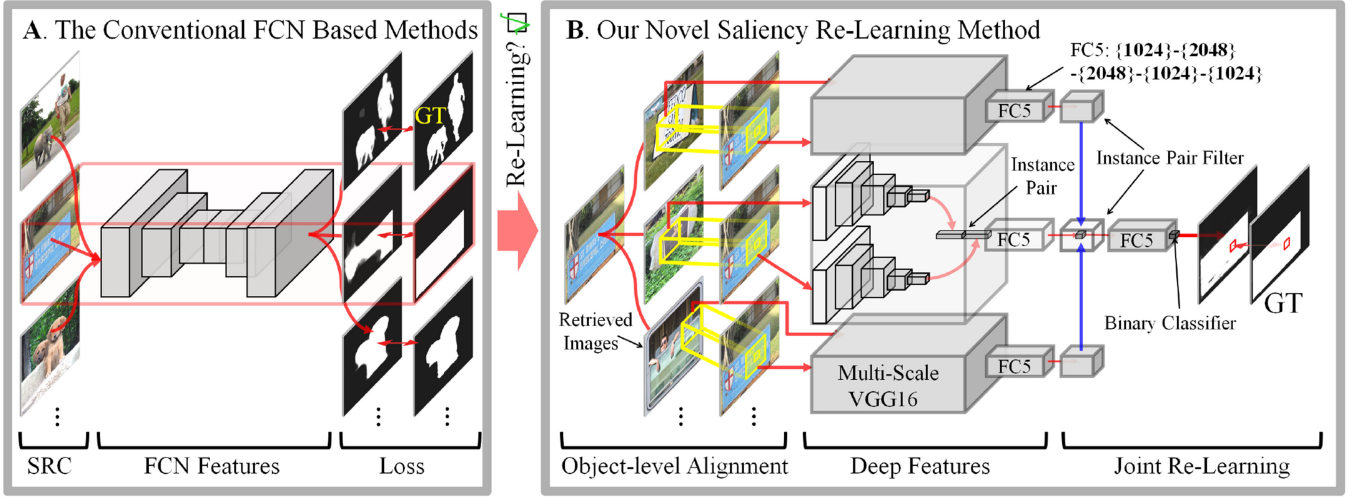 A. The Conventional FCN Based Methods
GT
SRC
FCN Features
Loss
Re-Learning?
B. Our Novel Saliency Re-Learning Method
FC5: {1024}-{2048}
-{2048}-{1024}-{1024}
FC5
Instance
Pair
Instance Pair Filter
FC5
FC5
Retrieved
Images
Binary Classifier
GT
Multi-Scale
VGG16
FC5
Object-level Alignment
Deep Features
Joint Re-Learning